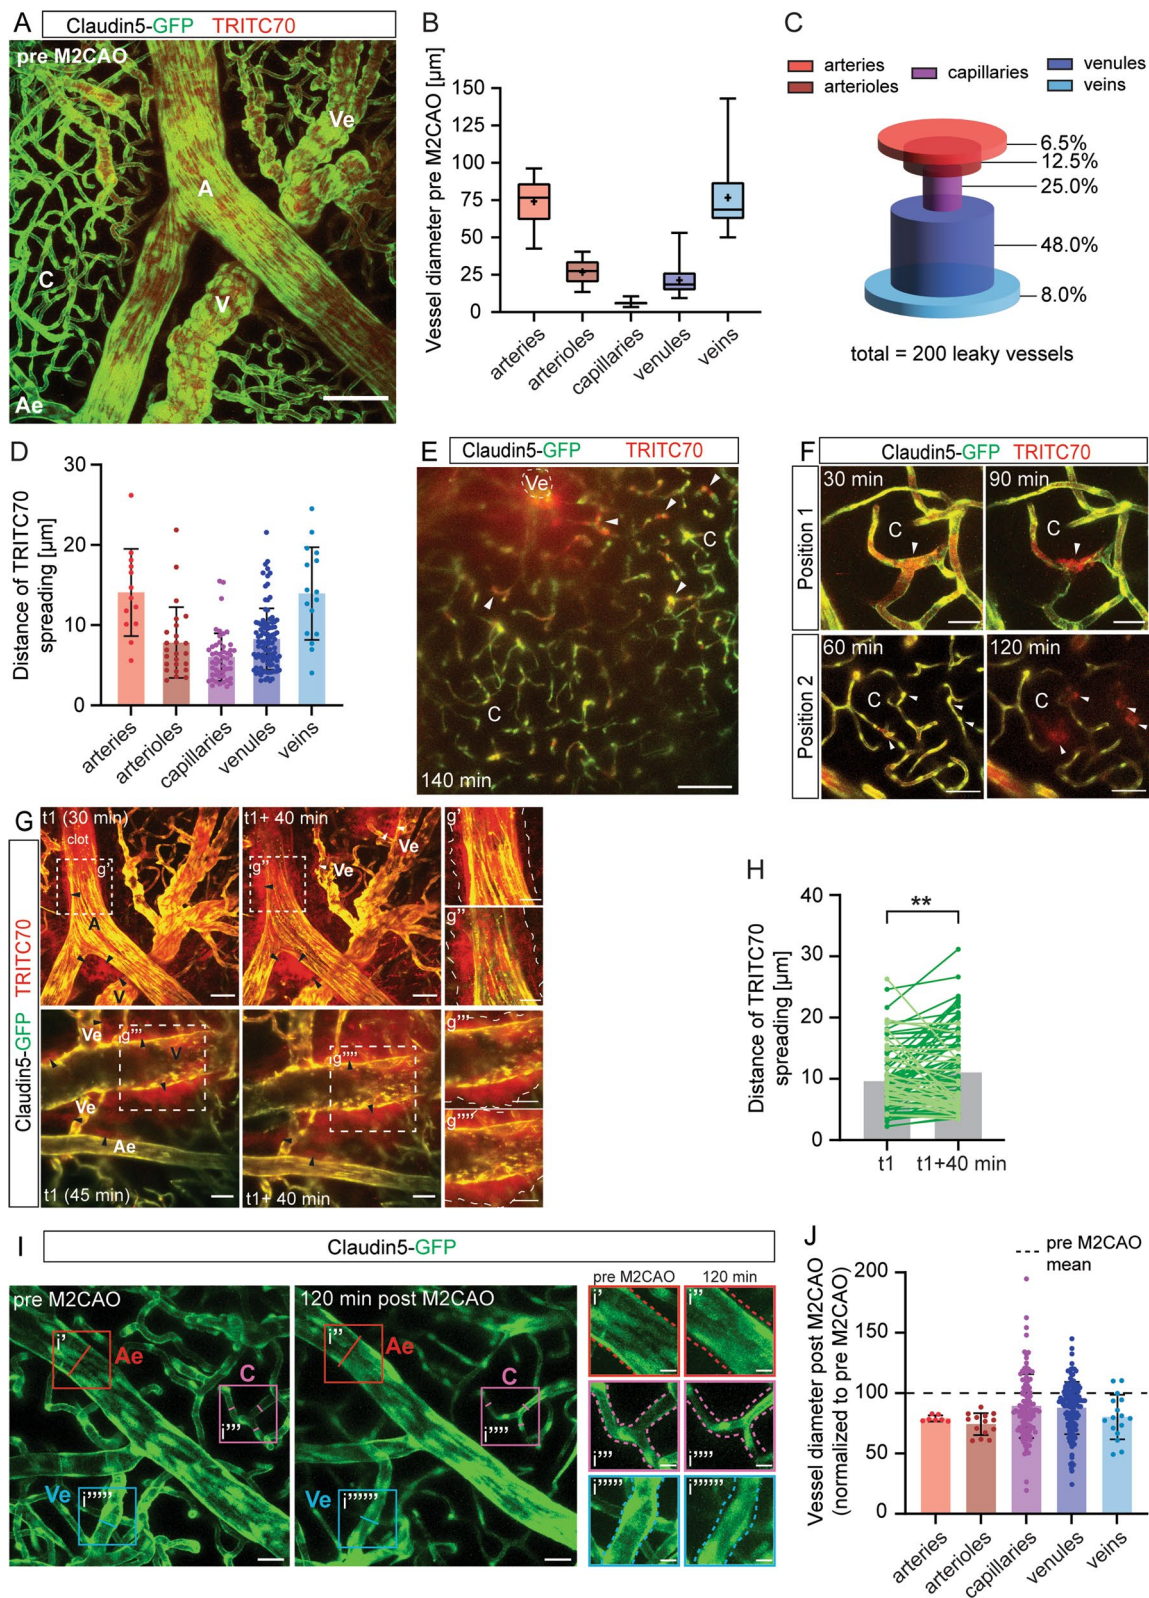 A
Claudin5-GFP TRITC70
pre M2CAO
Ve
A
C
V
Ae
B
Vessel diameter pre M2CAO [µm]
150
125
100
75
50
25
0
arteries
arterioles
capillaries
venules
veins
C
arteries
arterioles
capillaries
venules
veins
6.5%
12.5%
25.0%
48.0%
8.0%
total = 200 leaky vessels
D
Distance of TRITC70
spreading [µm]
30
20
10
0
arteries
arterioles
capillaries
venules
veins
E
Claudin5-GFP TRITC70
Ve
C
C
140 min
F
Claudin5-GFP TRITC70
Position 1
30 min
C
90 min
C
Position 2
60 min
C
120 min
C
G
Claudin5-GFP TRITC70
t1 (30 min)
clot
g’
A
V
t1+ 40 min
g’’
Ve
Ve
g’
g’’
Ve
g’’’
V
Ve
Ae
t1 (45 min)
g’’’’
t1+ 40 min
g’’’
g’’’’
H
Distance of TRITC70
spreading [µm]
40
30
20
10
0
**
t1
t1+40 min
I
Claudin5-GFP
pre M2CAO
i’
Ae
C
i’’’
Ve
i’’’’’
120 min post M2CAO
i’’
Ae
C
i’’’’
Ve
i’’’’’’
pre M2CAO
120 min
i’
i’’
i’’’
i’’’’
i’’’’’
i’’’’’’
J
pre M2CAO
mean
Vessel diameter post M2CAO
(normalized to pre M2CAO)
200
150
100
50
0
arteries
arterioles
capillaries
venules
veins